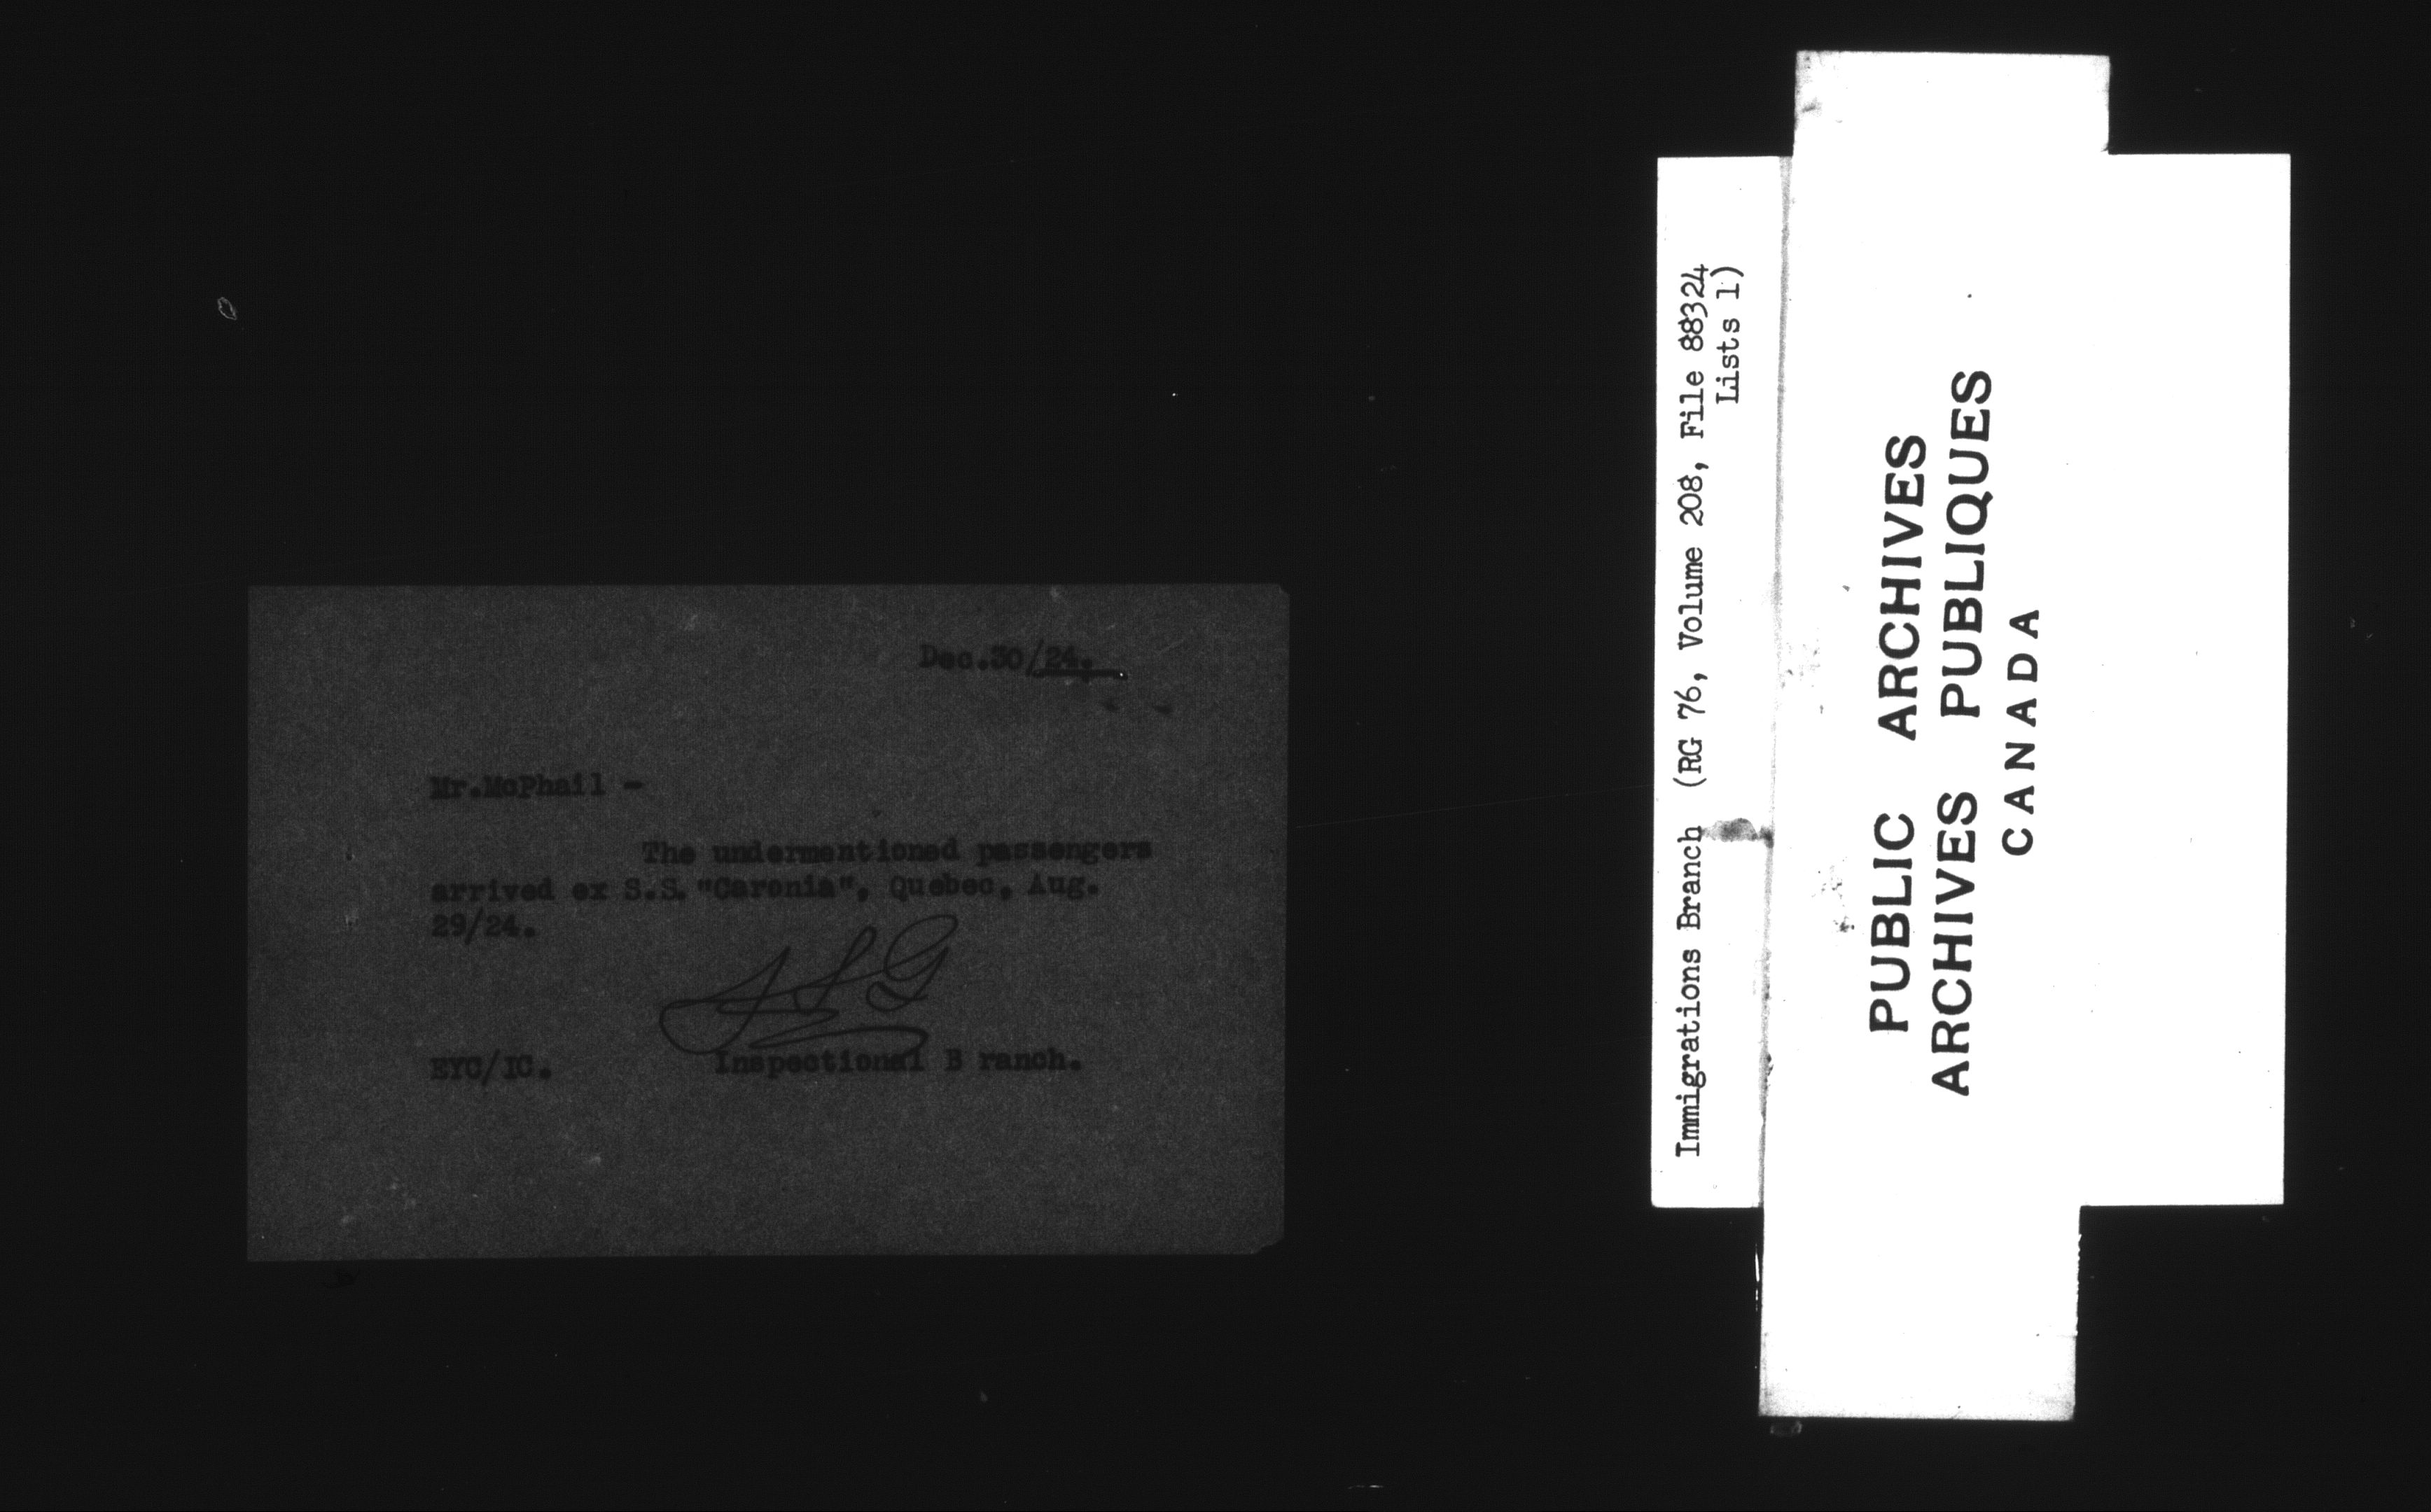 Dec.30/24.
Mr.McPhail -
The undermentioned passengers
arrived ex S.S. "Caronia", Quebec, Aug.
29/24.
EYC/IC. Inspectional B ranch.
Immigrations Branch (RG 76, Volume 208, File 88324
Lists 1)
PUBLIC ARCHIVES
ARCHIVES PUBLIQUES
CANADA